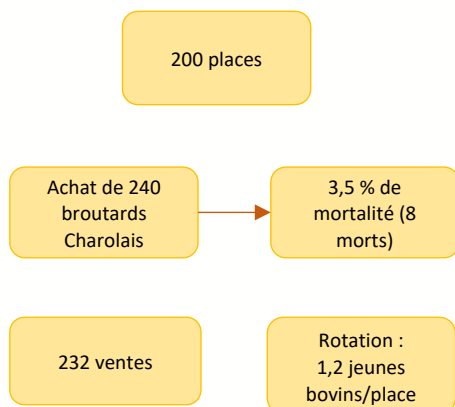 200 places
Achat de 240
broutards
Charolais
3,5 % de
mortalité (8
morts)
232 ventes
Rotation :
1,2 jeunes
bovins/place